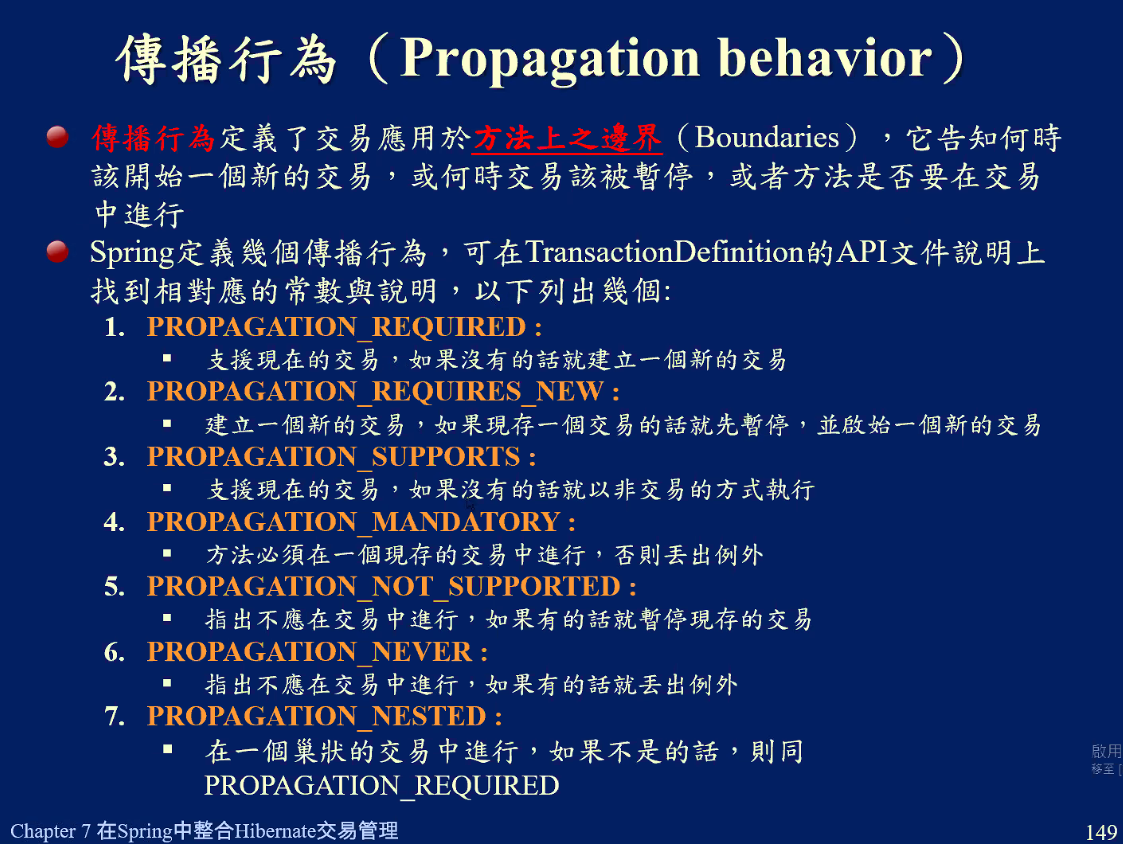 傳播行為（Propagation behavior）
傳播行為定義了交易應用於方法上之邊界（Boundaries），它告知何時
該開始一個新的交易，或何時交易該被暫停，或者方法是否要在交易
中進行
Spring定義幾個傳播行為，可在TransactionDefinition的API文件說明上
找到相對應的常數與說明，以下列出幾個:
1. PROPAGATION_REQUIRED :
支援現在的交易，如果沒有的話就建立一個新的交易
2. PROPAGATION_REQUIRES_NEW :
建立一個新的交易，如果現存一個交易的話就先暫停，並啟始一個新的交易
3. PROPAGATION_SUPPORTS :
支援現在的交易，如果沒有的話就以非交易的方式執行
4. PROPAGATION_MANDATORY :
方法必須在一個現存的交易中進行，否則丟出例外
5. PROPAGATION_NOT_SUPPORTED :
指出不應在交易中進行，如果有的話就暫停現存的交易
6. PROPAGATION_NEVER :
指出不應在交易中進行，如果有的話就丟出例外
7. PROPAGATION_NESTED :
在一個巢狀的交易中進行，如果不是的話，則同
PROPAGATION_REQUIRED
啟用
移至 [
Chapter 7 在Spring中整合Hibernate交易管理
149